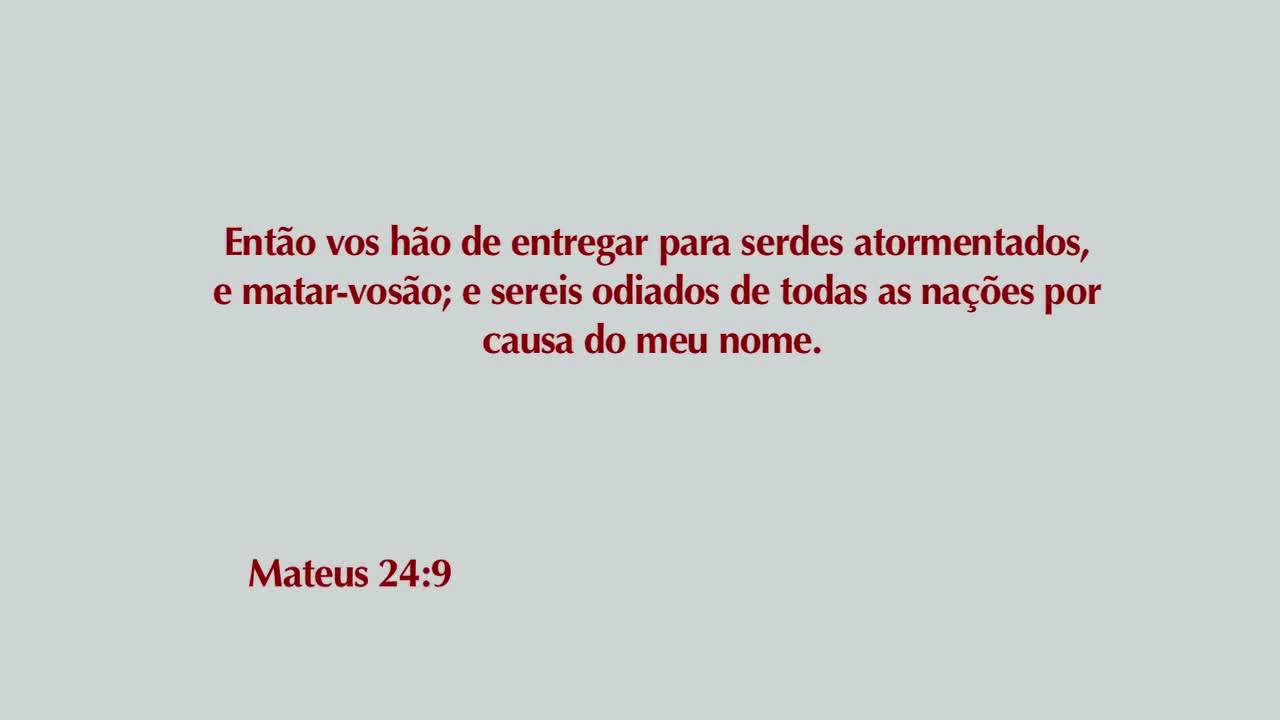 Então vos hão de entregar para serdes atormentados,
e matar-vosão; e sereis odiados de todas as nações por
causa do meu nome.
Mateus 24:9